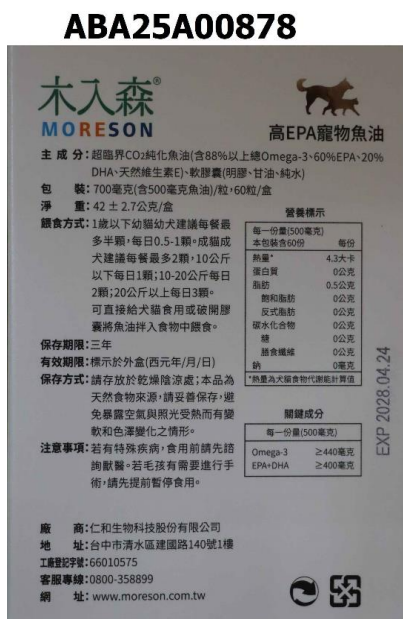 ABA25A00878
木入森®
MORESON
高EPA寵物魚油
主成分:超臨界CO2純化魚油(含88%以上總Omega-3、60%EPA、20%
DHA、天然維生素E)、軟膠囊(明膠、甘油、純水)
包裝:700毫克(含500毫克魚油)/粒,60粒/盒
淨重:42 ± 2.7公克/盒
餵食方式:1歲以下幼貓幼犬建議每餐最
多半顆,每日0.5-1顆。成貓成
犬建議每餐最多2顆,10公斤
以下每日1顆;10-20公斤每日
2顆;20公斤以上每日3顆。
可直接給犬貓食用或破開膠
囊將魚油拌入食物中餵食。
保存期限:三年
有效期限:標示於外盒(西元年/月/日)
保存方式:請存放於乾燥陰涼處;本品為
天然食物來源,請妥善保存,避
免暴露空氣與照光受熱而有變
軟和色澤變化之情形。
注意事項:若有特殊疾病,食用前請先諮
詢獸醫。若毛孩有需要進行手
術,請先提前暫停食用。
營養標示
每一份量(500毫克)
本包裝含60份 每份
熱量* 4.3大卡
蛋白質 0公克
脂肪 0.5公克
飽和脂肪 0公克
反式脂肪 0公克
碳水化合物 0公克
糖 0公克
膳食纖維 0公克
鈉 0毫克
*熱量為犬貓食物代謝能計算值
關鍵成分
每一份量(500毫克)
Omega-3 ≥440毫克
EPA+DHA ≥400毫克
EXP 2028.04.24
廠商:仁和生物科技股份有限公司
地址:台中市清水區建國路140號1樓
工廠登記字號:66010575
客服專線:0800-358899
網址:www.moreson.com.tw